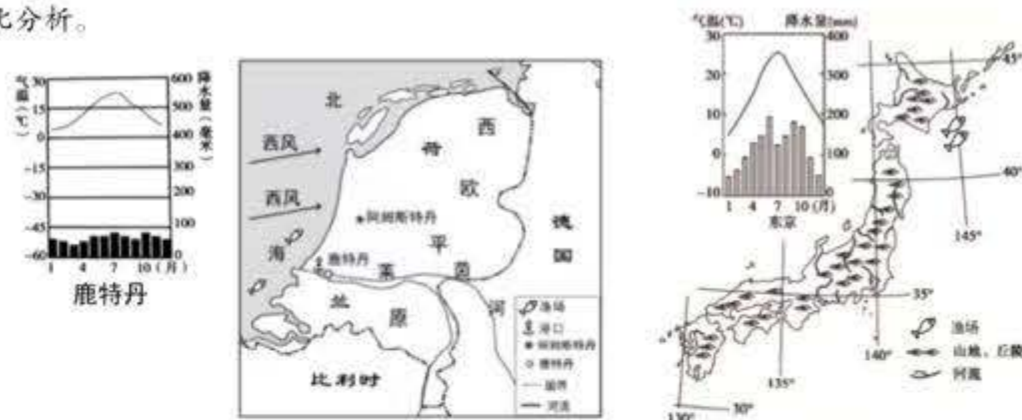 比分析。
气温(℃)
降水量(毫米)
30
15
0
-15
-30
-45
-60
600
500
400
300
200
100
0
1 4 7 10(月)
鹿特丹
北
海
西风
西风
荷
兰
西
欧
平
原
阿姆斯特丹
鹿特丹
莱
茵
河
德
国
比利时
渔场
港口
阿姆斯特丹
鹿特丹
国界
河流
气温(℃) 降水量(mm)
30
20
10
0
-10
400
300
200
100
0
1 4 7 10(月)
东京
45°
40°
145°
35°
140°
135°
130°
30°
渔场
山地、丘陵
河流